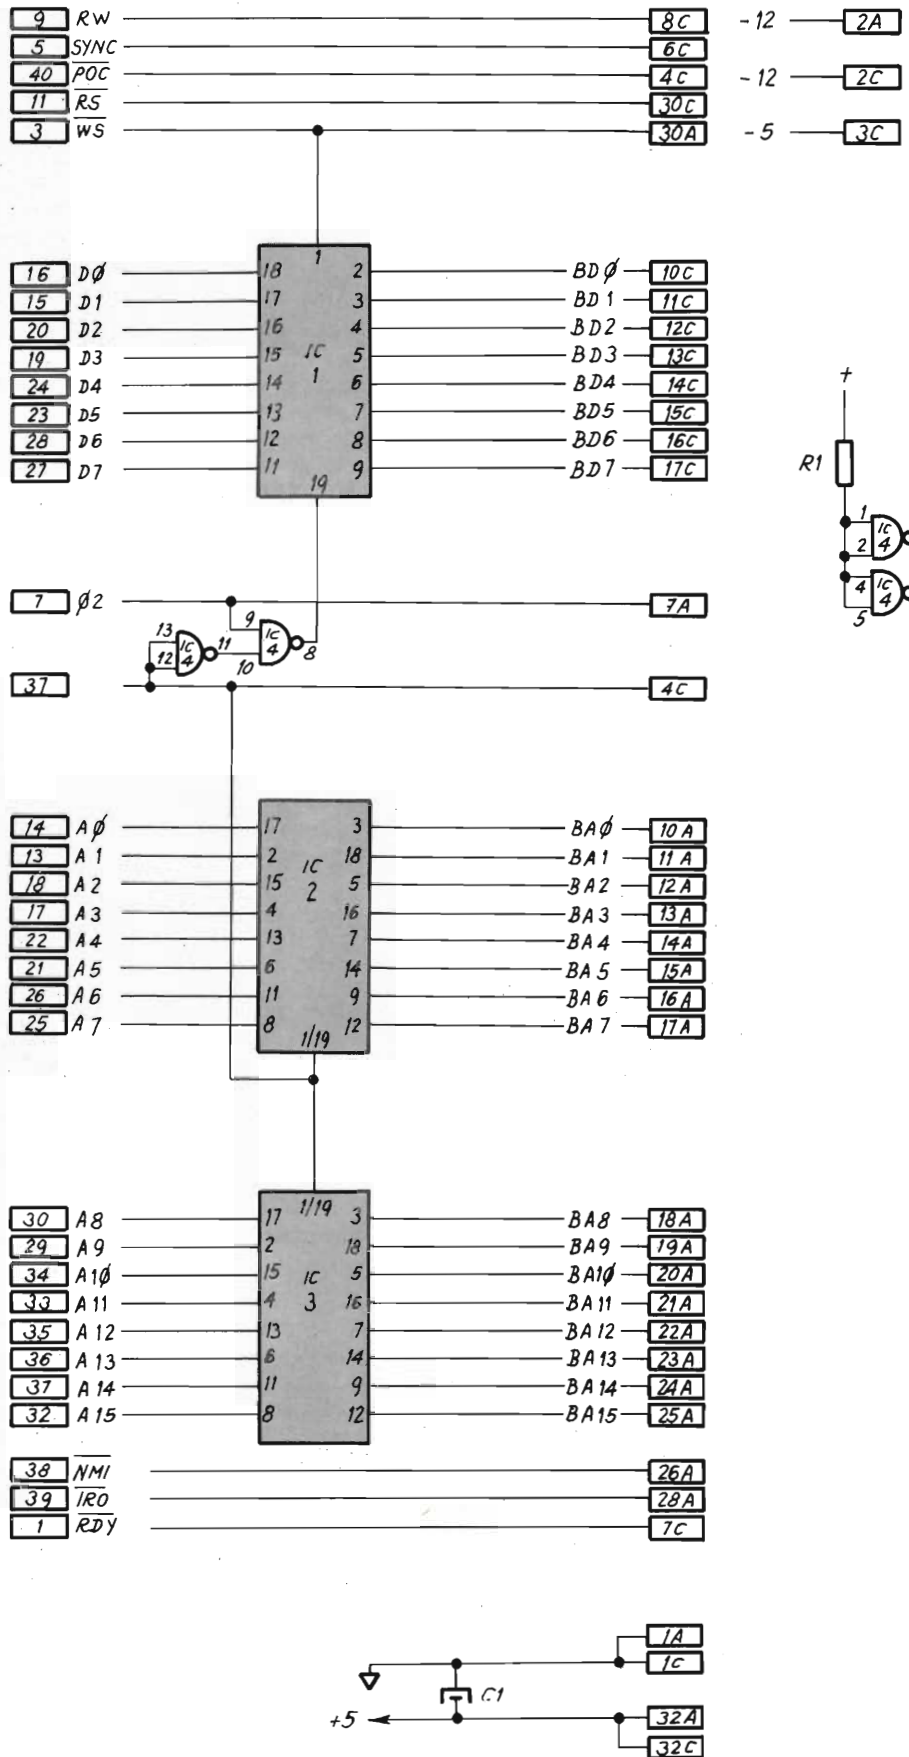 9 RW 8C -12 2A
5 SYNC 6C
40 POC 4C -12 2C
11 RS 30C
3 WS 30A -5 3C
1
16 DØ 18 2 BDØ 10C
15 D1 17 3 BD1 11C
20 D2 16 4 BD2 12C
19 D3 15 IC 5 BD3 13C
24 D4 14 1 6 BD4 14C +
23 D5 13 7 BD5 15C
28 D6 12 8 BD6 16C
27 D7 11 9 BD7 17C R1
19
1 IC
2 4
4 IC
5 4
7 Ø2 7A
13 IC 11 9 IC
12 4 10 4 8
37 4C
14 AØ 17 3 BAØ 10A
13 A1 2 IC 18 BA1 11A
18 A2 15 2 5 BA2 12A
17 A3 4 16 BA3 13A
22 A4 13 7 BA4 14A
21 A5 6 14 BA5 15A
26 A6 11 9 BA6 16A
25 A7 8 12 BA7 17A
1/19
1/19
30 A8 17 3 BA8 18A
29 A9 2 18 BA9 19A
34 A1Ø 15 IC 5 BA1Ø 20A
33 A11 4 3 16 BA11 21A
35 A12 13 7 BA12 22A
36 A13 6 14 BA13 23A
37 A14 11 9 BA14 24A
32 A15 8 12 BA15 25A
38 NMI 26A
39 IRO 28A
1 RDY 7C
1A
1C
C1
+5 32A
32C